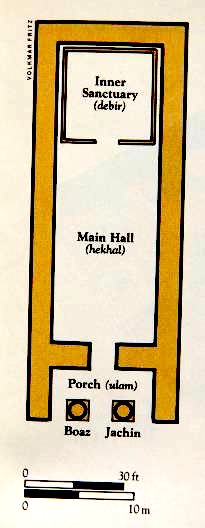 VOLKMAR FRITZ
Inner
Sanctuary
(debir)
Main Hall
(hekhal)
Porch (ulam)
Boaz Jachin
0 30 ft
0 10 m